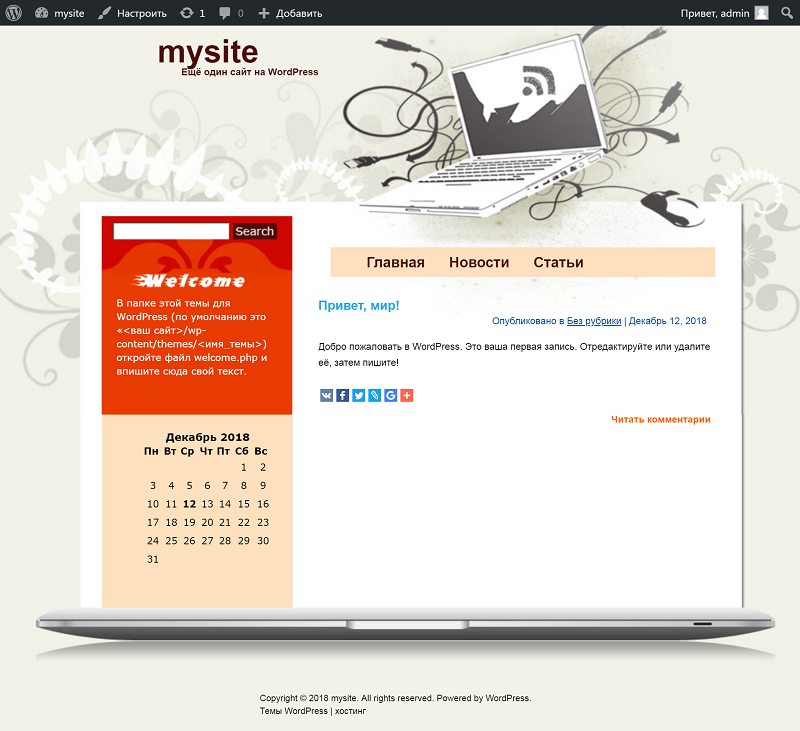 mysite Настроить 1 0 Добавить Привет, admin
mysite
Ещё один сайт на WordPress
Search
Welcome
В папке этой темы для
WordPress (по умолчанию это
«<ваш сайт>/wp-
content/themes/<имя_темы>)
откройте файл welcome.php и
впишите сюда свой текст.
Декабрь 2018
Пн Вт Ср Чт Пт Сб Вс
1 2
3 4 5 6 7 8 9
10 11 12 13 14 15 16
17 18 19 20 21 22 23
24 25 26 27 28 29 30
31
Главная Новости Статьи
Привет, мир!
Опубликовано в Без рубрики | Декабрь 12, 2018
Добро пожаловать в WordPress. Это ваша первая запись. Отредактируйте или удалите
её, затем пишите!
Читать комментарии
Copyright © 2018 mysite. All rights reserved. Powered by WordPress.
Темы WordPress | хостинг